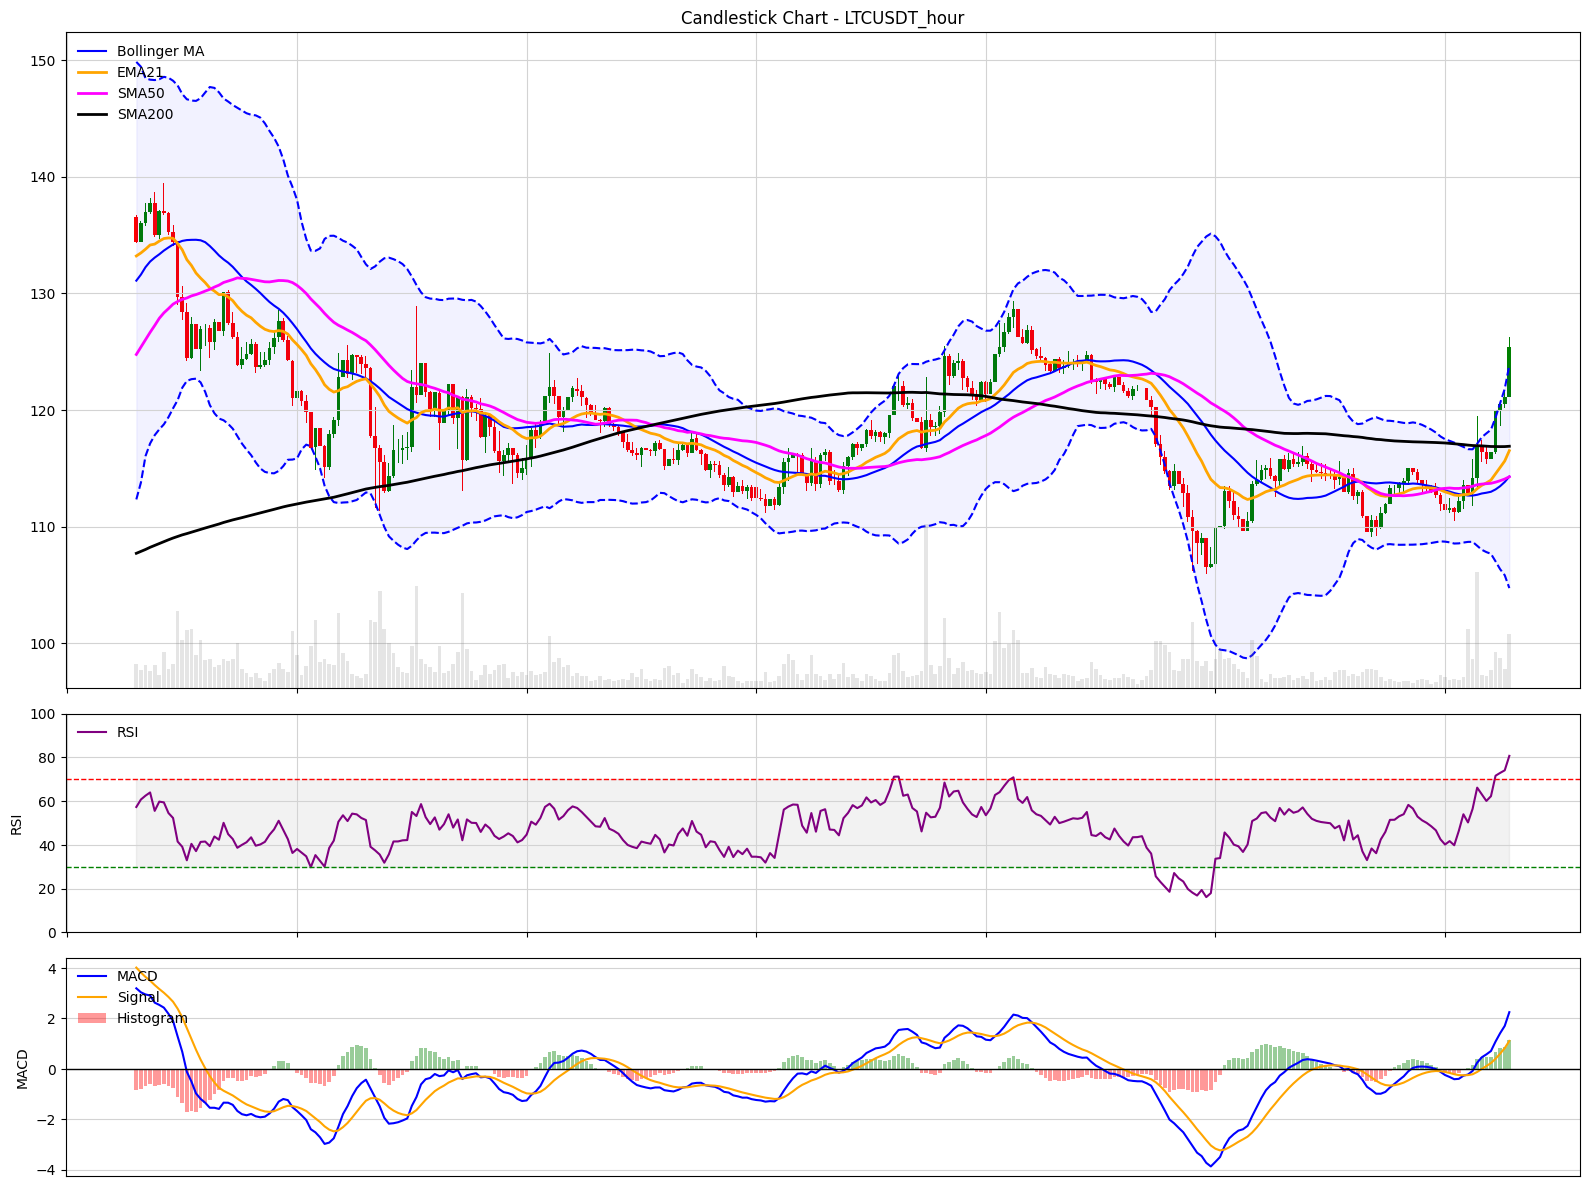 Candlestick Chart - LTCUSDT_hour
Bollinger MA
EMA21
SMA50
SMA200
150
140
130
120
110
100
RSI
100
80
60
40
20
0
RSI
MACD
Signal
Histogram
4
2
0
−2
−4
MACD